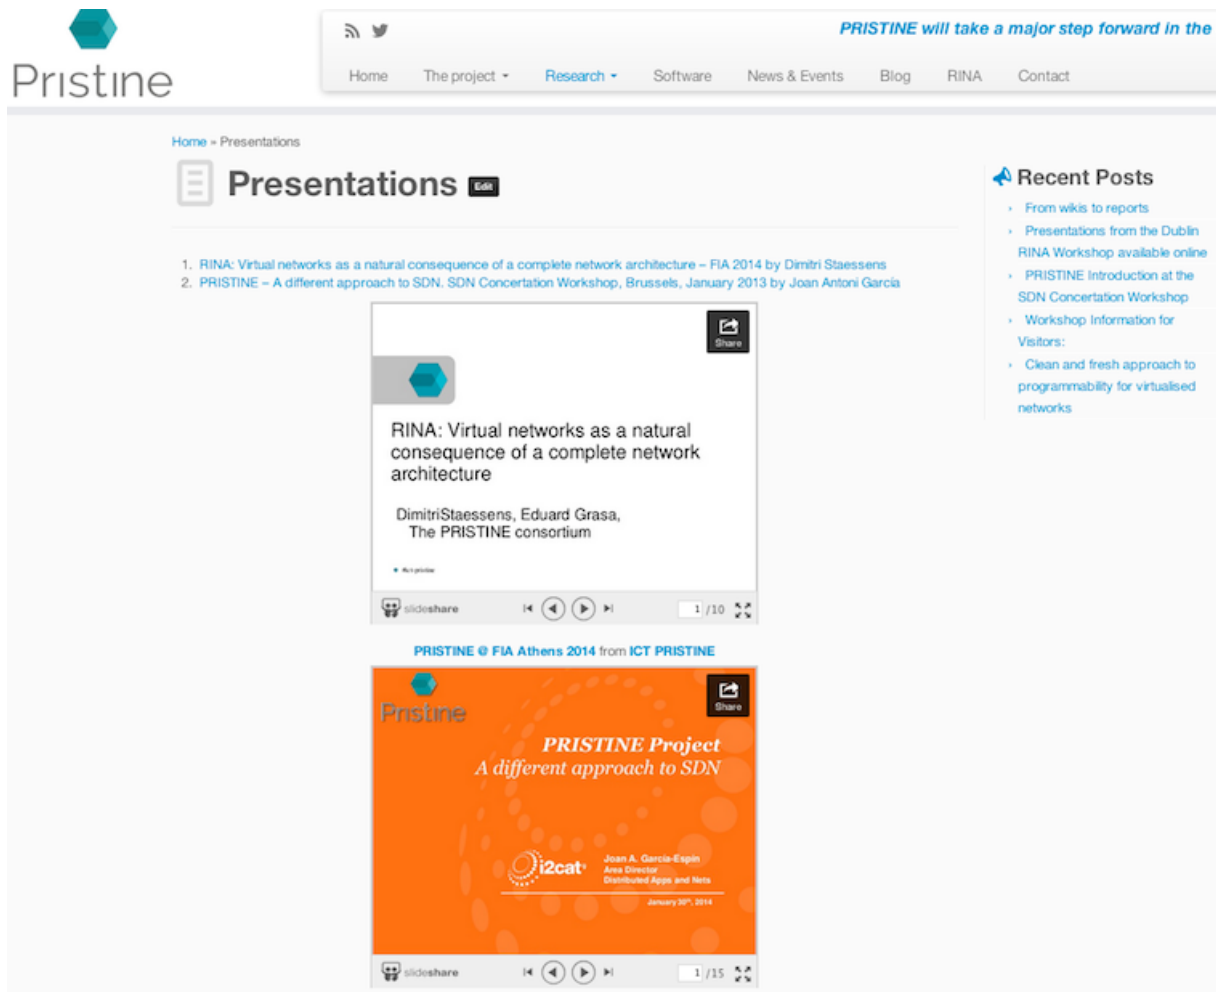 Pristine
PRISTINE will take a major step forward in the
Home The project Research Software News & Events Blog RINA Contact
Home » Presentations
Presentations Edit
1. RINA: Virtual networks as a natural consequence of a complete network architecture – FIA 2014 by Dimitri Staessens
2. PRISTINE – A different approach to SDN. SDN Concertation Workshop, Brussels, January 2013 by Joan Antoni García
Share
RINA: Virtual networks as a natural
consequence of a complete network
architecture
DimitriStaessens, Eduard Grasa,
The PRISTINE consortium
slideshare 1 /10
PRISTINE @ FIA Athens 2014 from ICT PRISTINE
Pristine
Share
PRISTINE Project
A different approach to SDN
i2cat
Joan A. García-Espín
Area Director
Distributed Apps and Nets
January 30th, 2014
slideshare 1 /15
Recent Posts
› From wikis to reports
› Presentations from the Dublin
RINA Workshop available online
› PRISTINE Introduction at the
SDN Concertation Workshop
› Workshop Information for
Visitors:
› Clean and fresh approach to
programmability for virtualised
networks